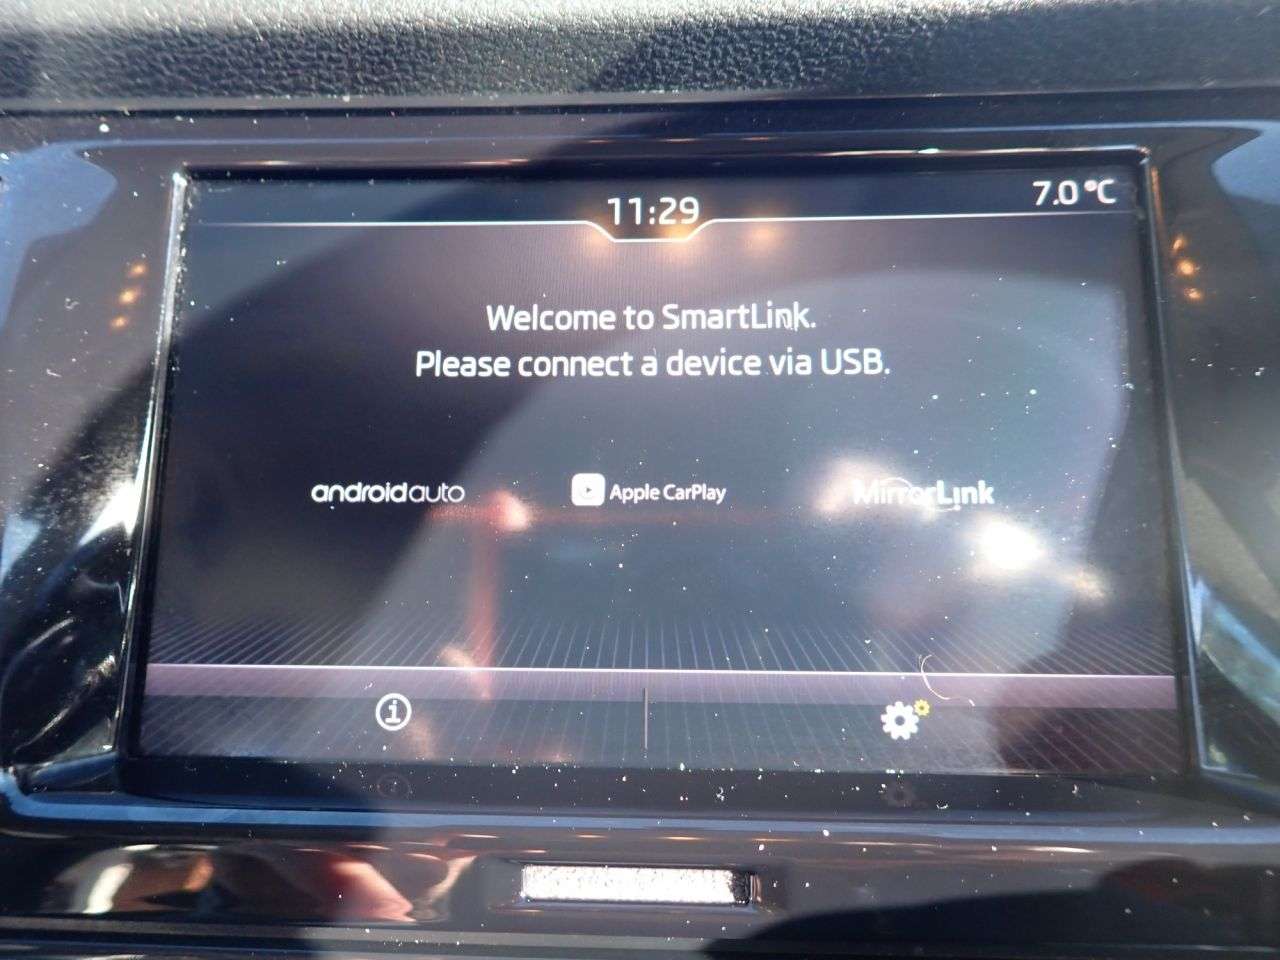 11:29
7.0 °C
Welcome to SmartLink.
Please connect a device via USB.
androidauto
Apple CarPlay
MirrorLink
i